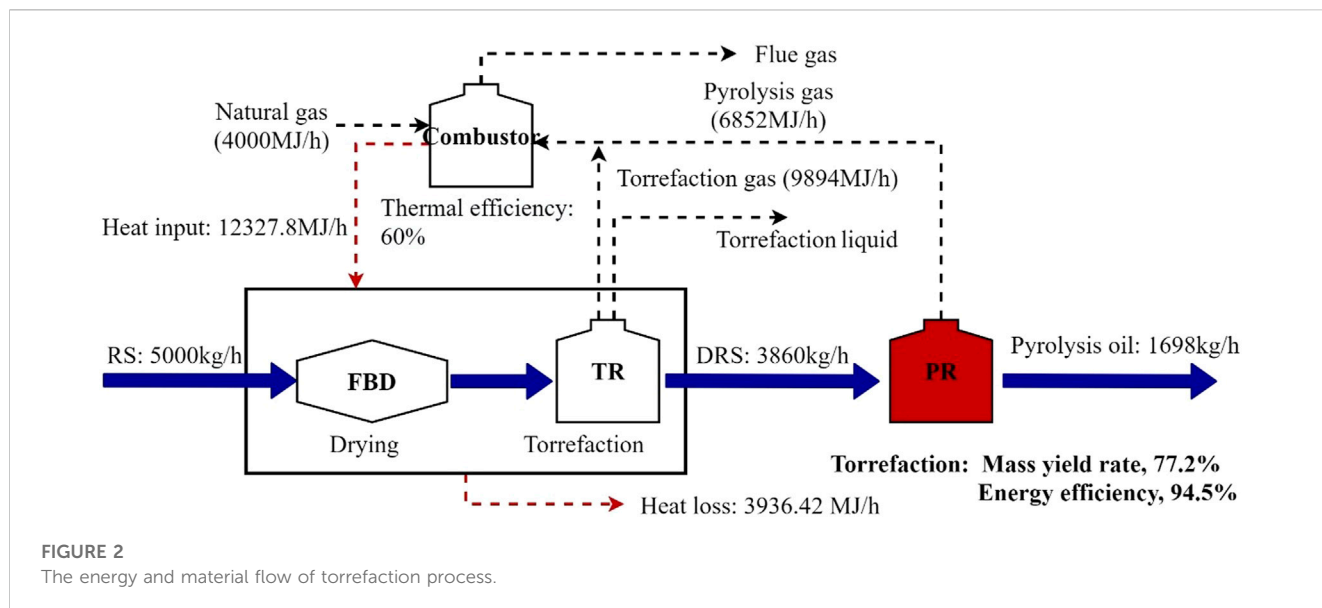 Flue gas
Natural gas
(4000MJ/h)
Combustor
Pyrolysis gas
(6852MJ/h)
Torrefaction gas (9894MJ/h)
Heat input: 12327.8MJ/h
Thermal efficiency:
60%
Torrefaction liquid
RS: 5000kg/h
FBD
Drying
TR
Torrefaction
DRS: 3860kg/h
PR
Pyrolysis oil: 1698kg/h
Torrefaction: Mass yield rate, 77.2%
Energy efficiency, 94.5%
Heat loss: 3936.42 MJ/h
FIGURE 2
The energy and material flow of torrefaction process.